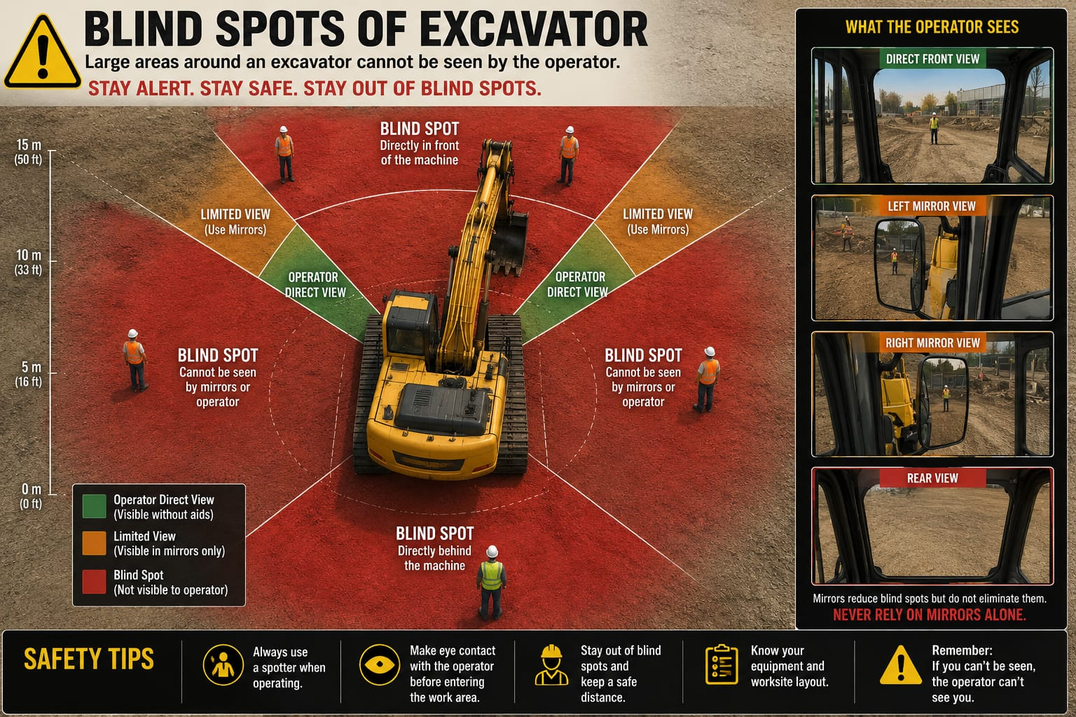 BLIND SPOTS OF EXCAVATOR
Large areas around an excavator cannot be seen by the operator.
STAY ALERT. STAY SAFE. STAY OUT OF BLIND SPOTS.
15 m
(50 ft)
10 m
(33 ft)
5 m
(16 ft)
0 m
(0 ft)
BLIND SPOT
Directly in front
of the machine
LIMITED VIEW
(Use Mirrors)
LIMITED VIEW
(Use Mirrors)
OPERATOR
DIRECT VIEW
OPERATOR
DIRECT VIEW
BLIND SPOT
Cannot be seen
by mirrors or
operator
BLIND SPOT
Cannot be seen
by mirrors or
operator
BLIND SPOT
Directly behind
the machine
Operator Direct View
(Visible without aids)
Limited View
(Visible in mirrors only)
Blind Spot
(Not visible to operator)
WHAT THE OPERATOR SEES
DIRECT FRONT VIEW
LEFT MIRROR VIEW
RIGHT MIRROR VIEW
REAR VIEW
Mirrors reduce blind spots but do not eliminate them.
NEVER RELY ON MIRRORS ALONE.
SAFETY TIPS
Always use
a spotter when
operating.
Make eye contact
with the operator
before entering
the work area.
Stay out of blind
spots and
keep a safe
distance.
Know your
equipment and
worksite layout.
Remember:
If you can't be seen,
the operator can't
see you.